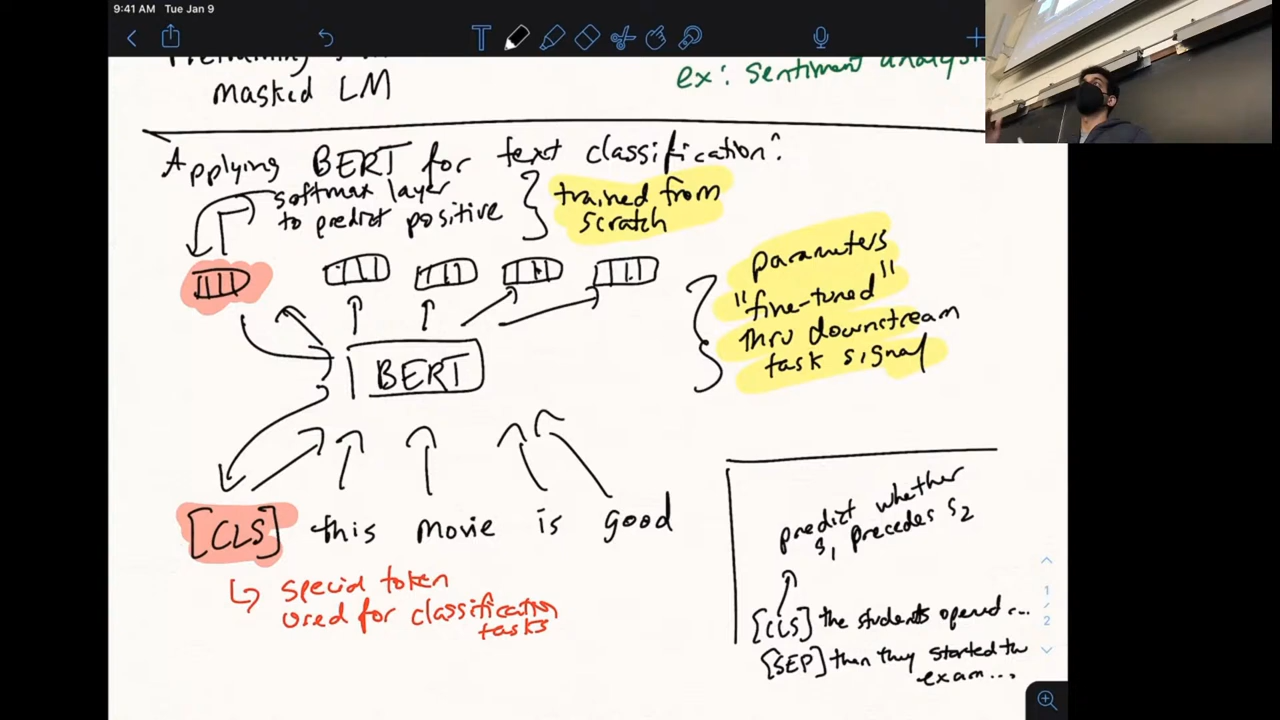 9:41 AM Tue Jan 9
masked LM
ex: sentiment analysis
Applying BERT for text classification:
softmax layer
to predict positive
trained from
scratch
parameters
"fine-tuned"
thru downstream
task signal
BERT
[CLS] this movie is good
↳ special token
used for classification
tasks
predict whether
s1 precedes s2
[CLS] the students opened ...
[SEP] then they started the
exam...
1
/
2